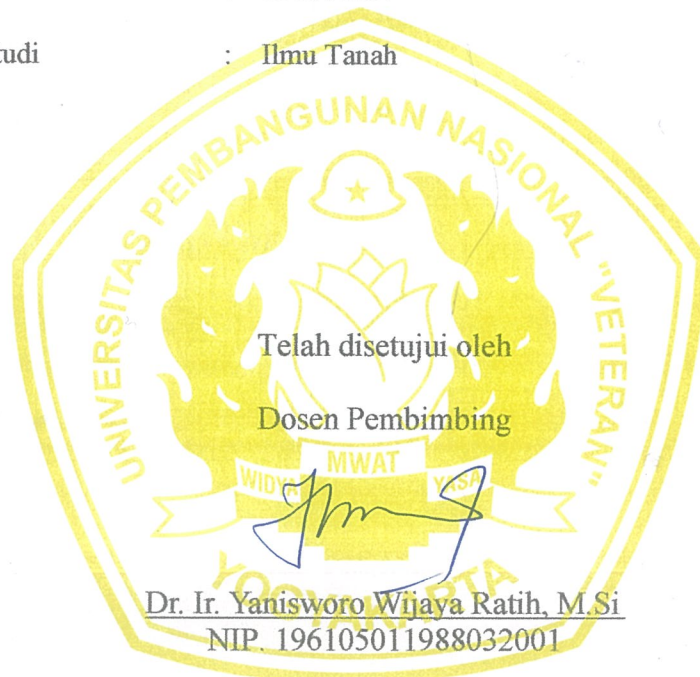 tudi : Ilmu Tanah
UNIVERSITAS PEMBANGUNAN NASIONAL "VETERAN"
Telah disetujui oleh
Dosen Pembimbing
WIDYA MWAT YASA
YOGYAKARTA
Dr. Ir. Yanisworo Wijaya Ratih, M.Si
NIP. 196105011988032001